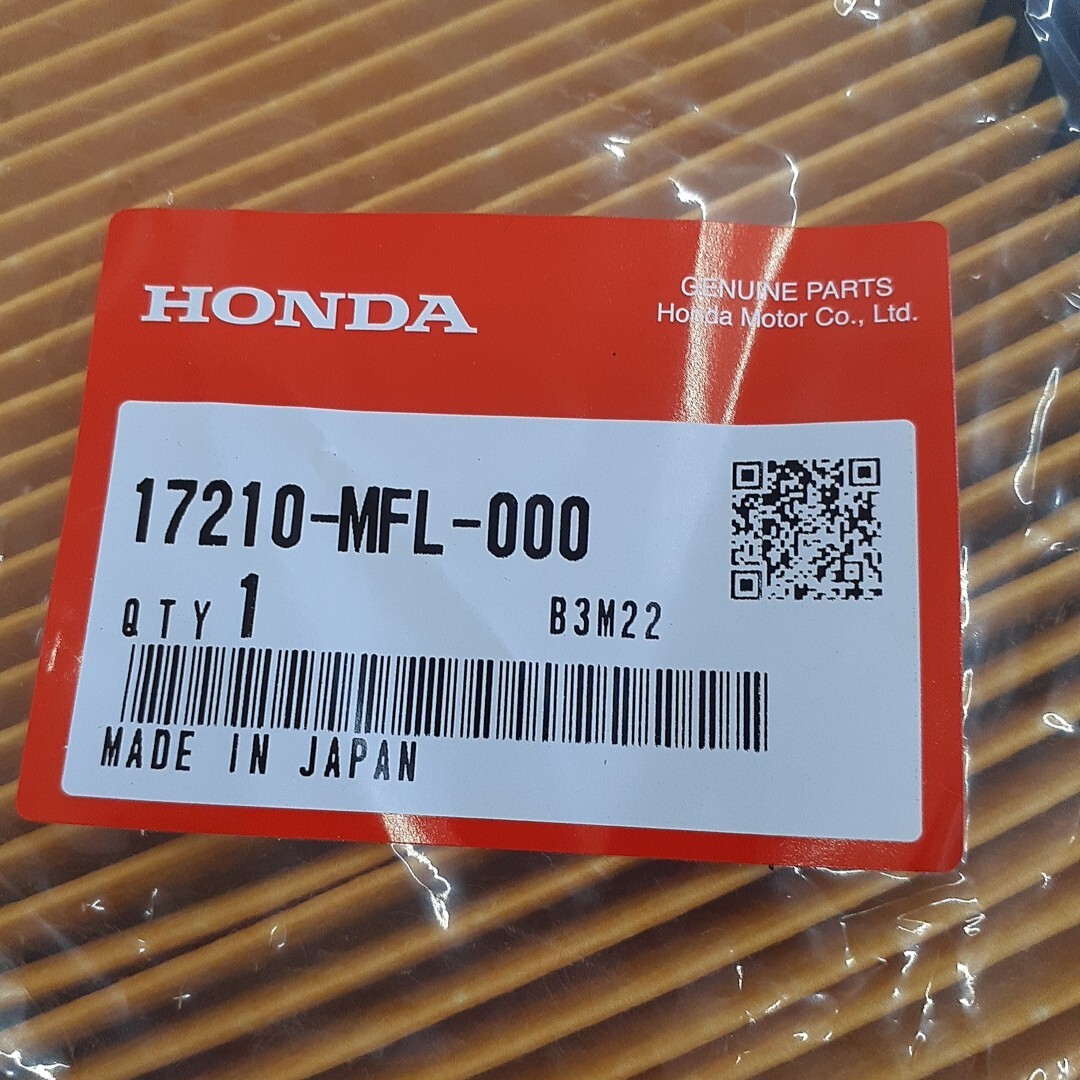 HONDA
GENUINE PARTS
Honda Motor Co., Ltd.
17210-MFL-000
QTY 1 B3M22
MADE IN JAPAN